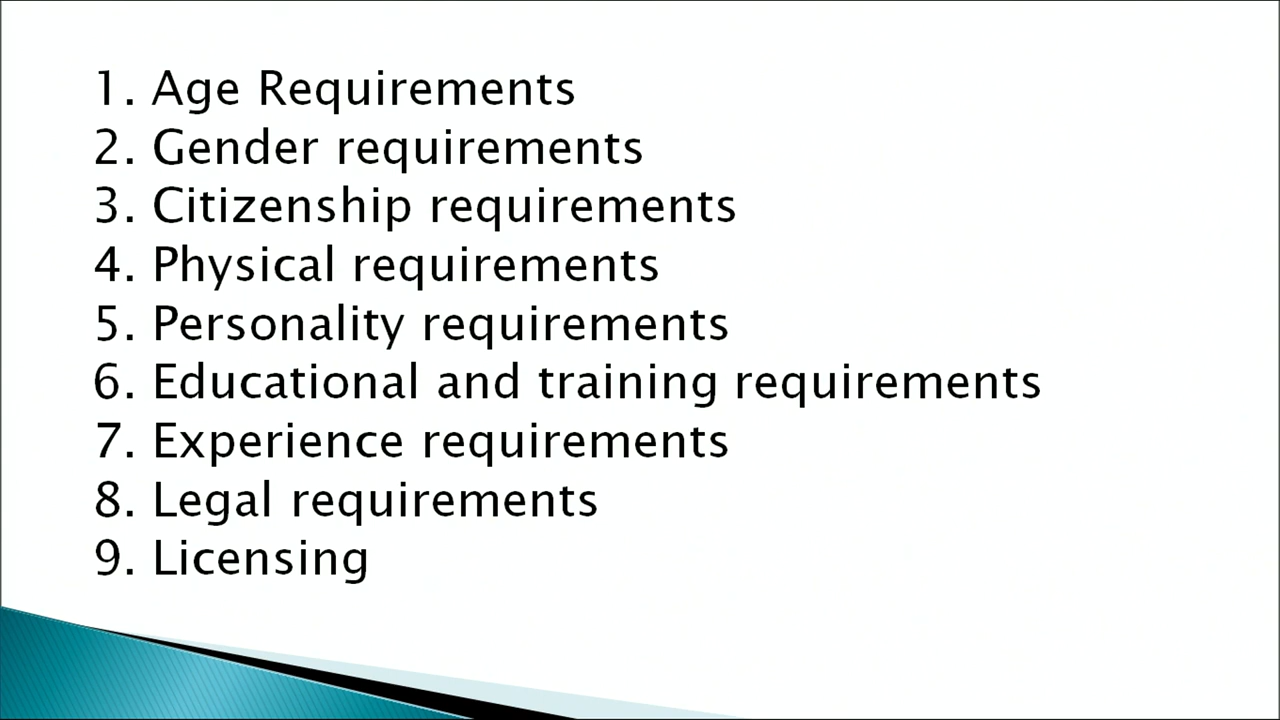 1. Age Requirements
2. Gender requirements
3. Citizenship requirements
4. Physical requirements
5. Personality requirements
6. Educational and training requirements
7. Experience requirements
8. Legal requirements
9. Licensing